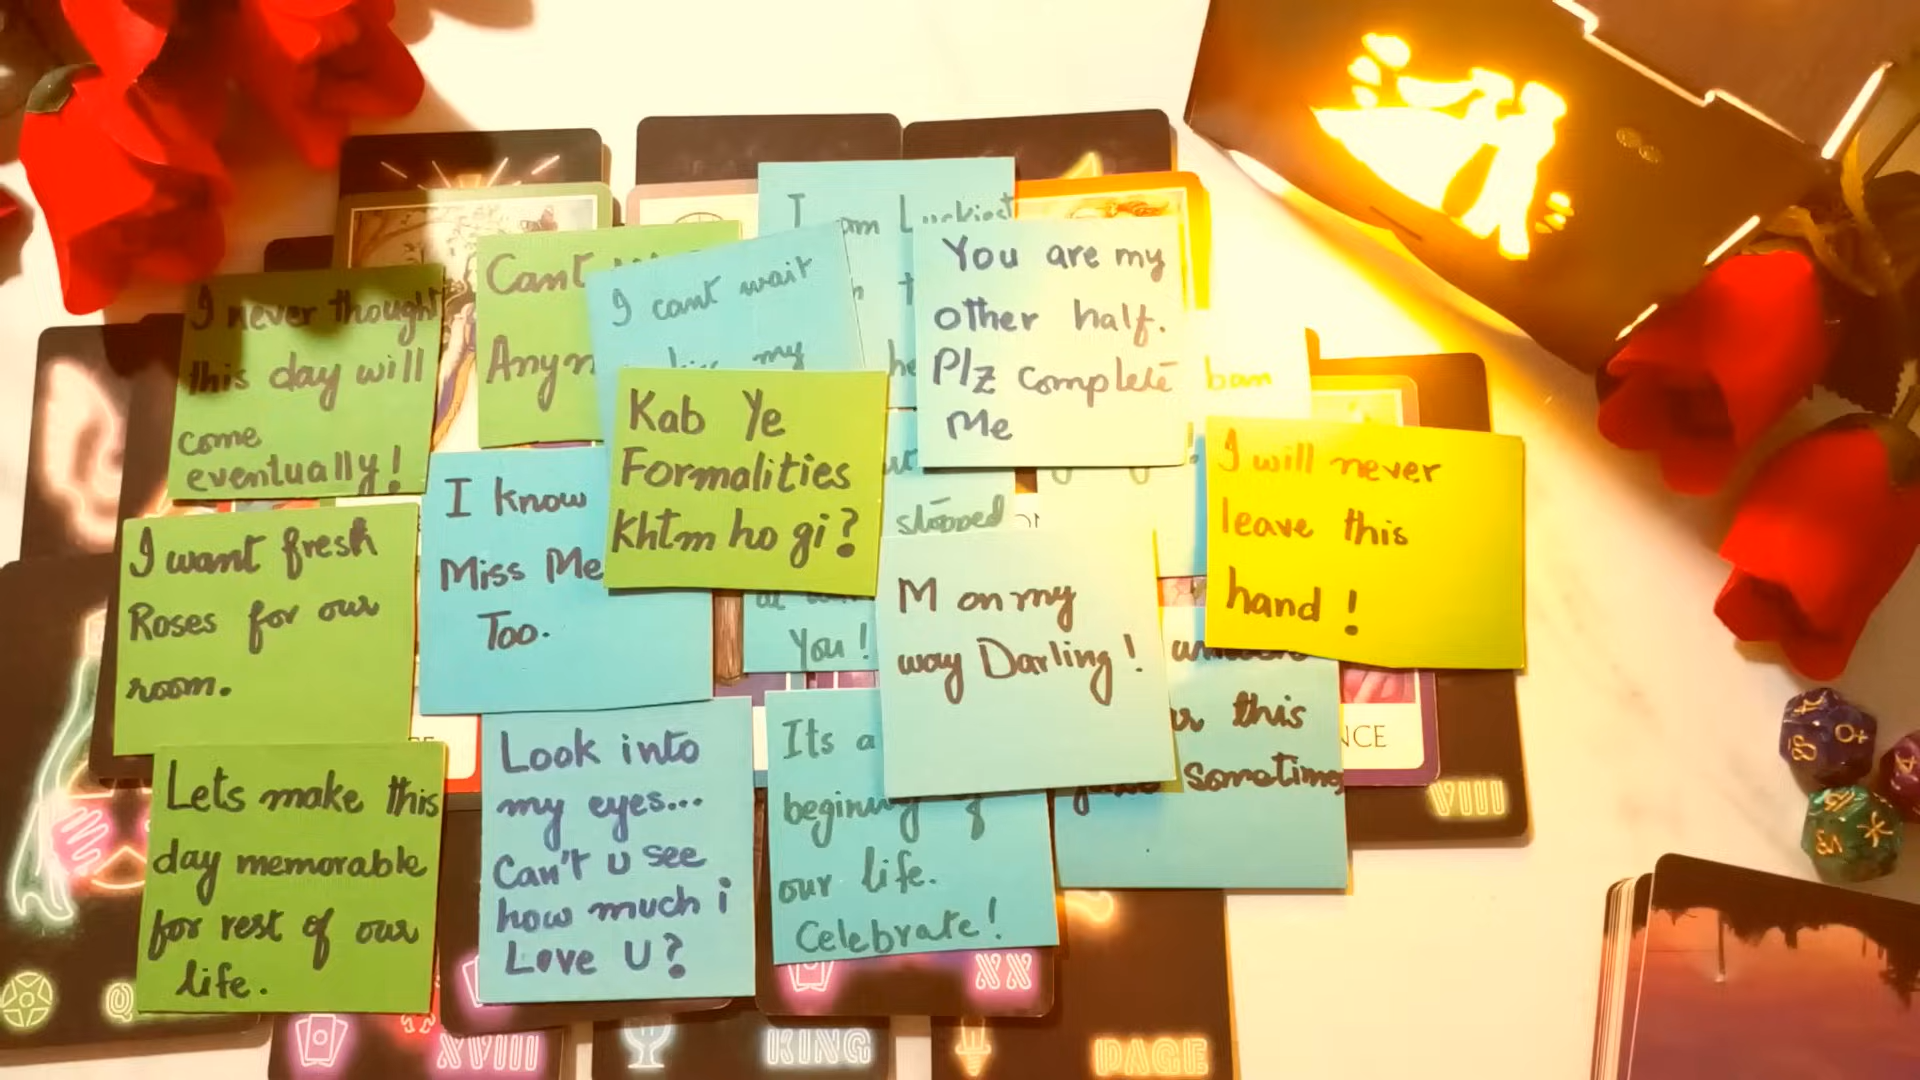 I am Luckiest
Cant
Anym
I cant wait
my
You are my
other half.
Plz complete
Me
I never thought
this day will
come
eventually!
Kab Ye
Formalities
Khtm ho gi?
I will never
leave this
hand!
I know
Miss Me
Too.
stopped
You!
I want fresh
Roses for our
room.
M on my
way Darling!
this
sometime
Look into
my eyes...
Can't U see
how much i
Love U?
Its a
begining of
our life.
Celebrate!
Lets make this
day memorable
for rest of our
life.
NCE
VIII
Q
XX
XVIII
KING
PAGE